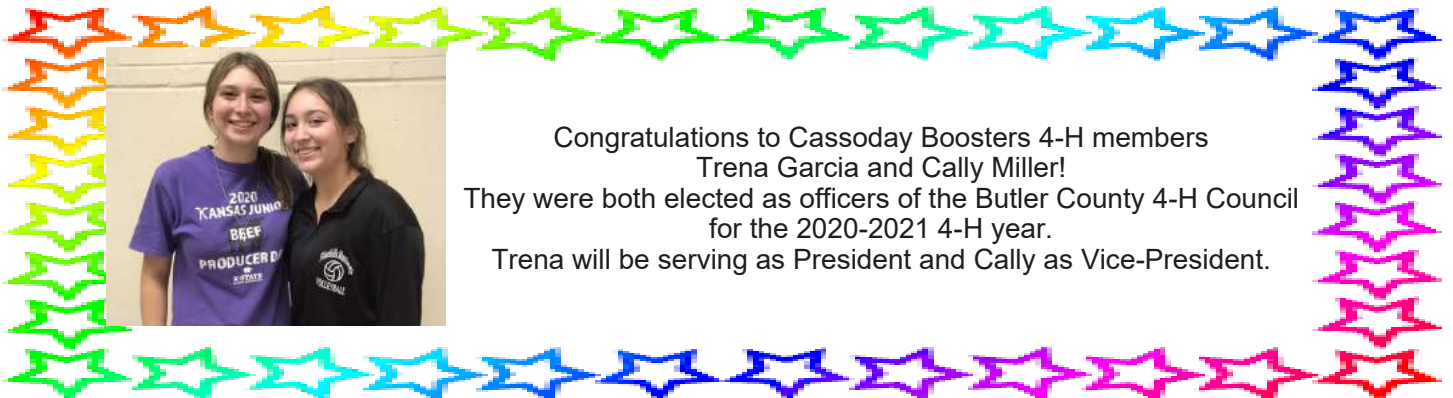 Congratulations to Cassoday Boosters 4-H members
Trena Garcia and Cally Miller!
They were both elected as officers of the Butler County 4-H Council
for the 2020-2021 4-H year.
Trena will be serving as President and Cally as Vice-President.
2020
KANSAS JUNIO
BEEF
PRODUCER D
K-STATE
VOLLEYBALL